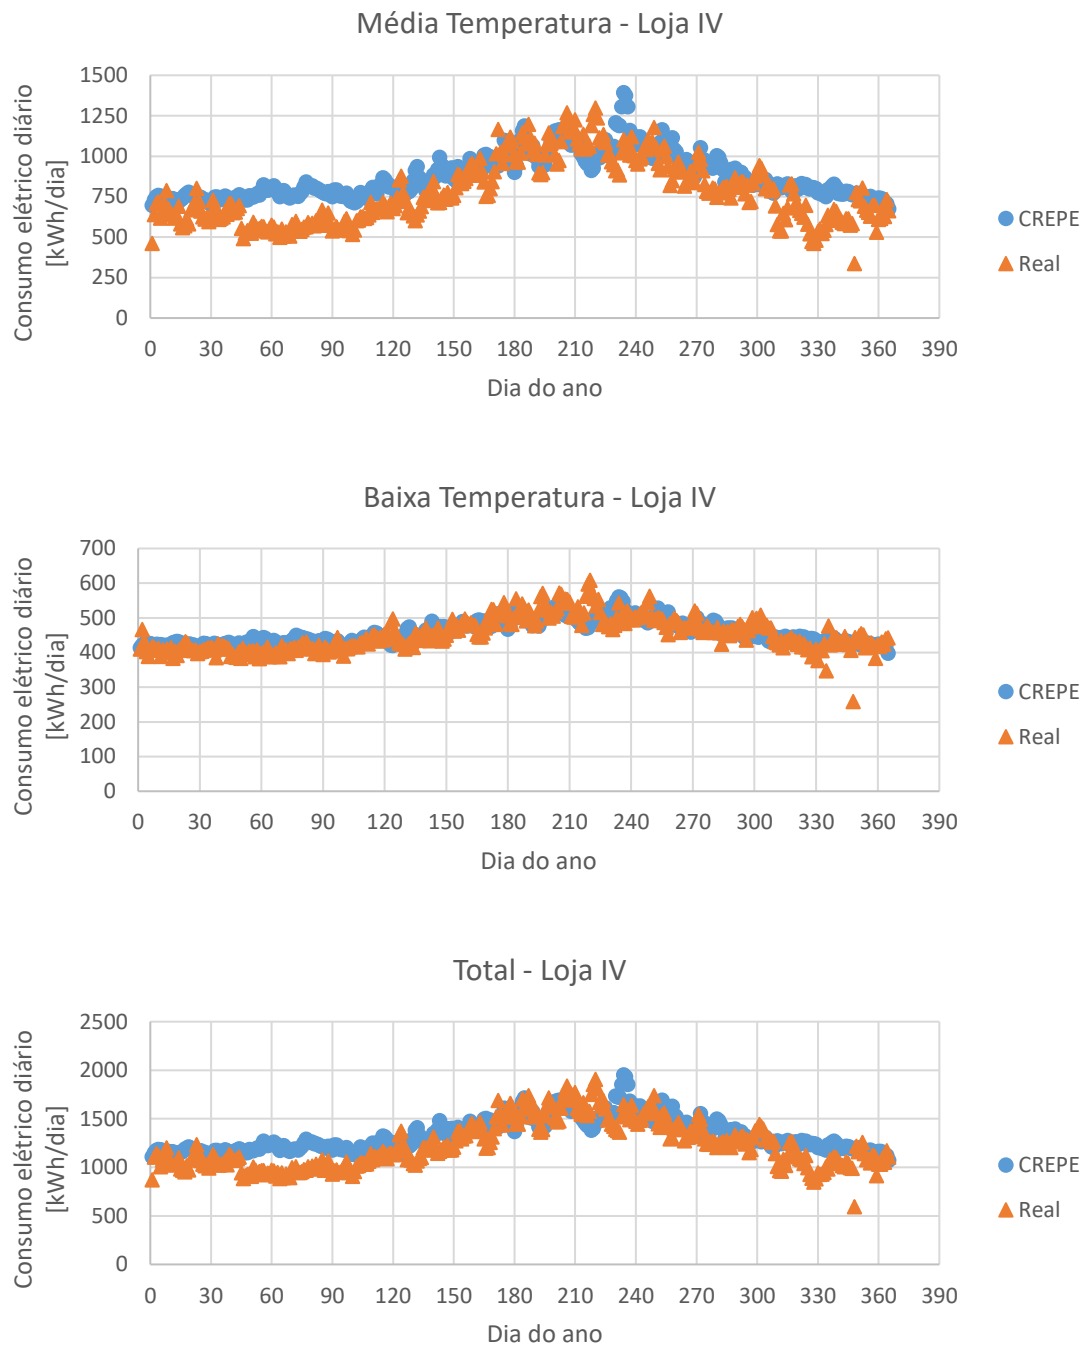 Média Temperatura - Loja IV
Consumo elétrico diário
[kWh/dia]
1500
1250
1000
750
500
250
0
0 30 60 90 120 150 180 210 240 270 300 330 360 390
Dia do ano
CREPE
Real
Baixa Temperatura - Loja IV
Consumo elétrico diário
[kWh/dia]
700
600
500
400
300
200
100
0
0 30 60 90 120 150 180 210 240 270 300 330 360 390
Dia do ano
CREPE
Real
Total - Loja IV
Consumo elétrico diário
[kWh/dia]
2500
2000
1500
1000
500
0
0 30 60 90 120 150 180 210 240 270 300 330 360 390
Dia do ano
CREPE
Real